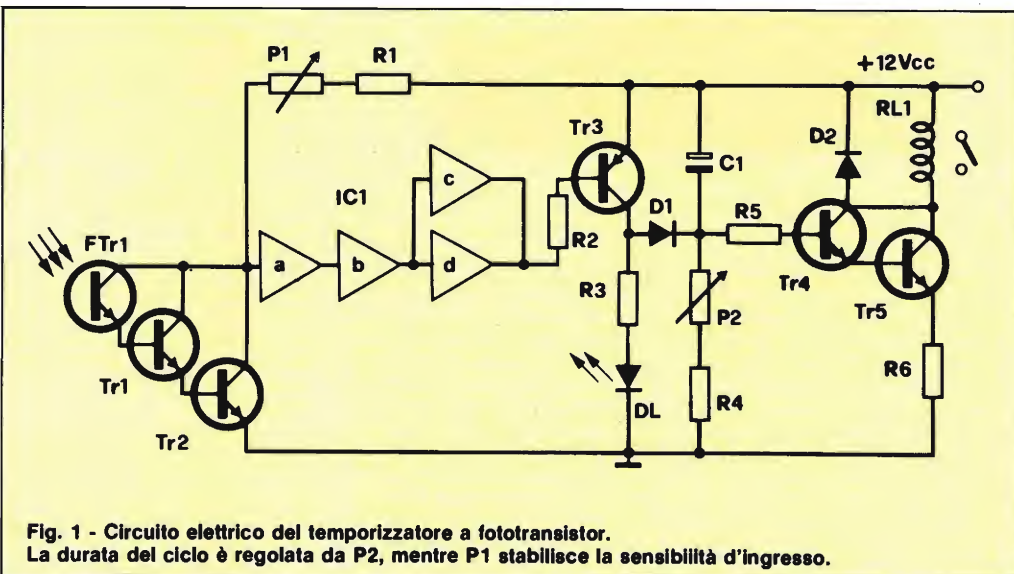 P1 R1
+12Vcc
RL1
Tr3
D2
C1
c
IC1
D1
R5
FTr1
R2
a b d
R3
Tr4
P2
Tr5
Tr1
R6
R4
DL
Tr2
Fig. 1 - Circuito elettrico del temporizzatore a fototransistor.
La durata del ciclo è regolata da P2, mentre P1 stabilisce la sensibilità d'ingresso.